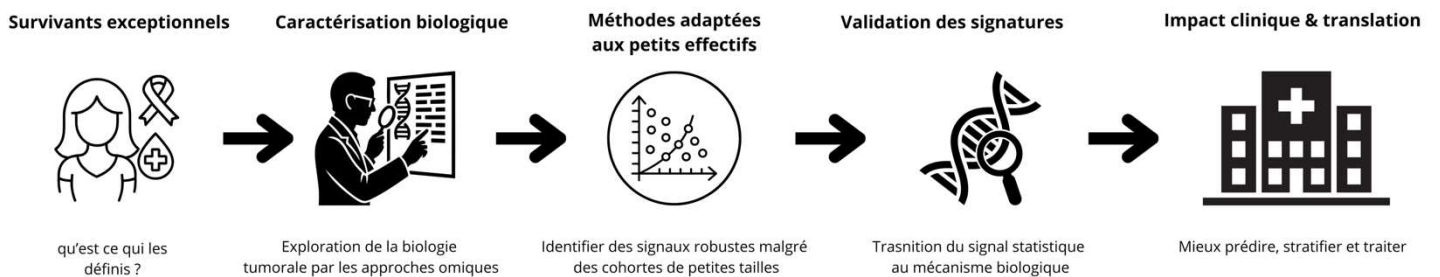 Survivants exceptionnels
qu'est ce qui les
définis ?
Caractérisation biologique
Exploration de la biologie
tumorale par les approches omiques
Méthodes adaptées
aux petits effectifs
Identifier des signaux robustes malgré
des cohortes de petites tailles
Validation des signatures
Trasnition du signal statistique
au mécanisme biologique
Impact clinique & translation
Mieux prédire, stratifier et traiter